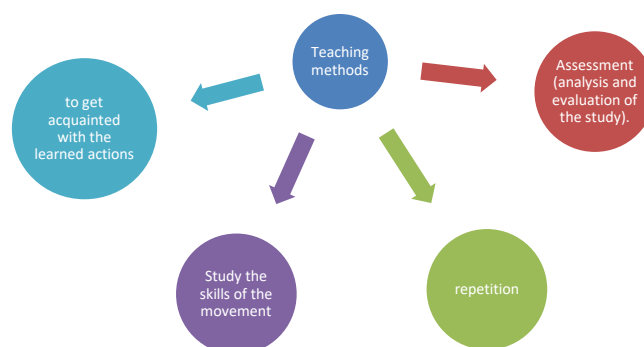 Teaching
methods
Assessment
(analysis and
evaluation of
the study).
to get
acquainted
with the
learned actions
Study the
skills of the
movement
repetition